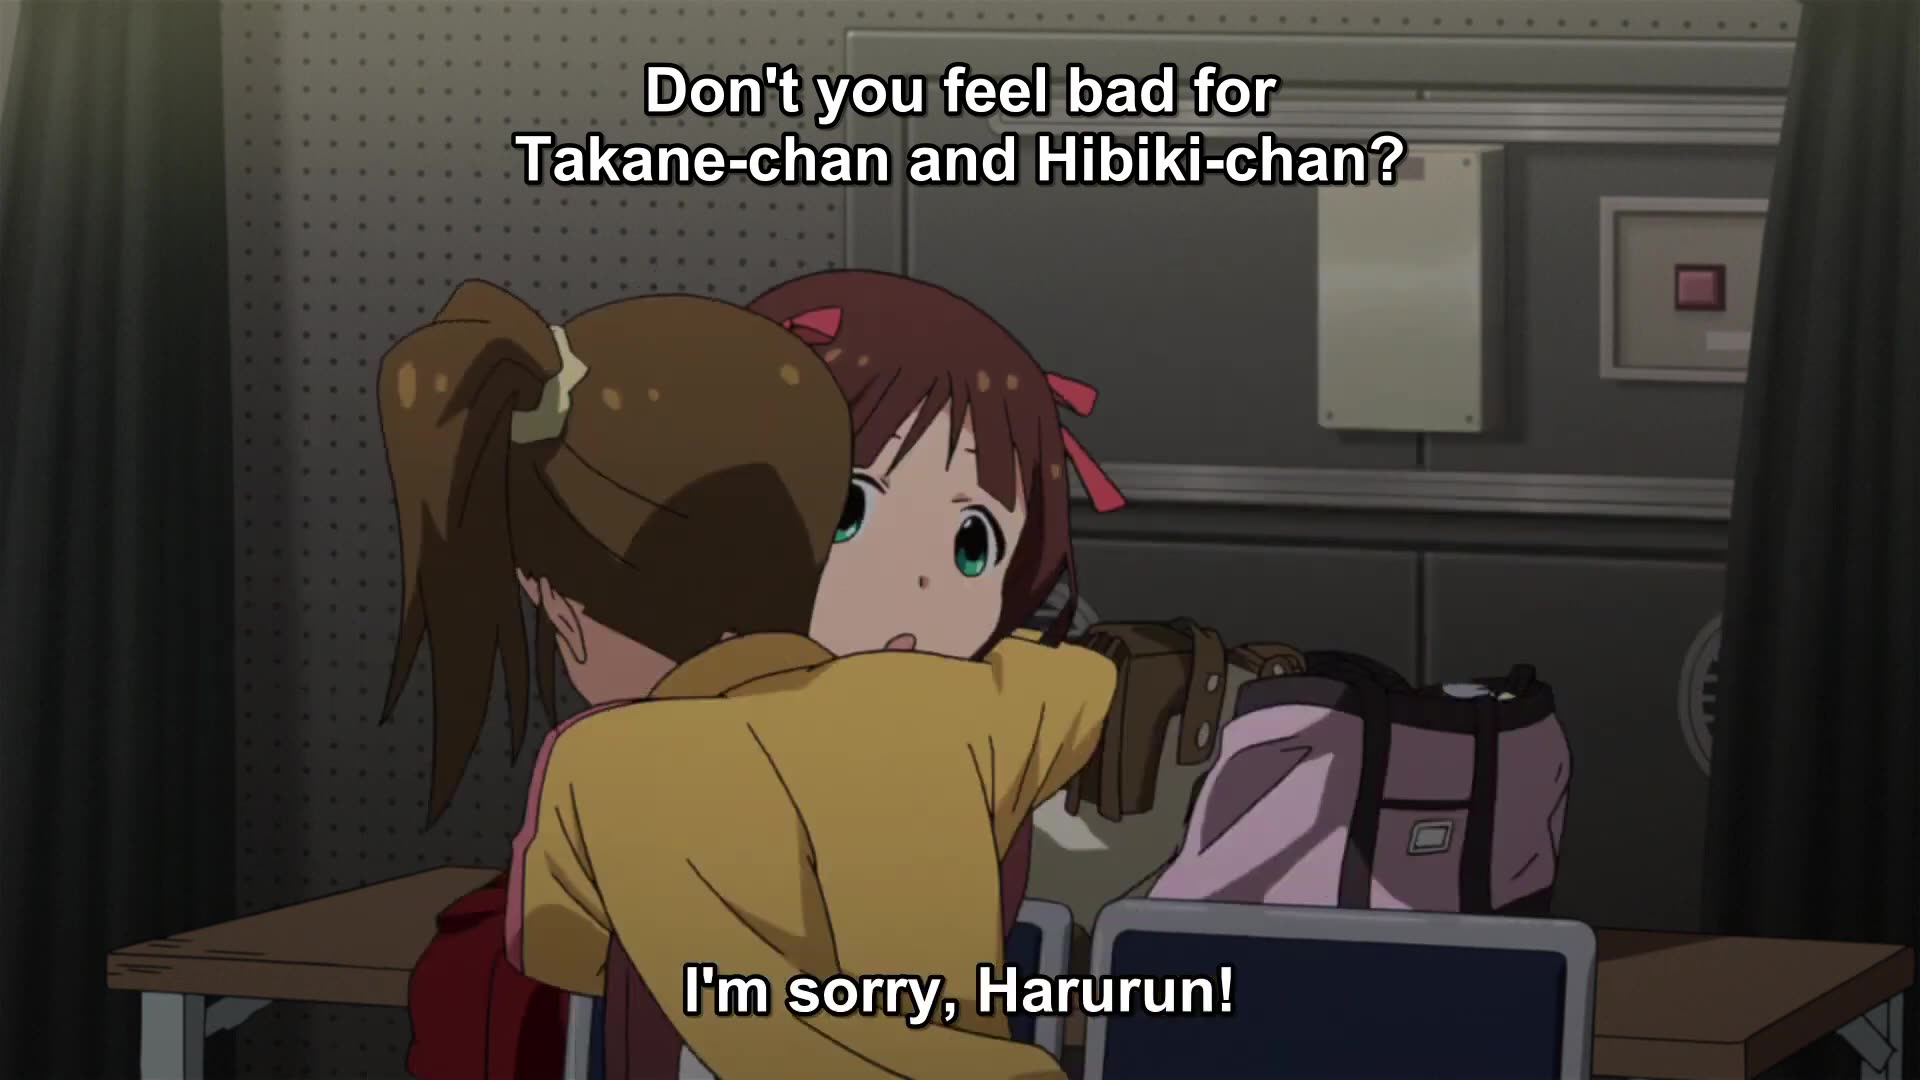 Don't you feel bad for
Takane-chan and Hibiki-chan?
I'm sorry, Harurun!